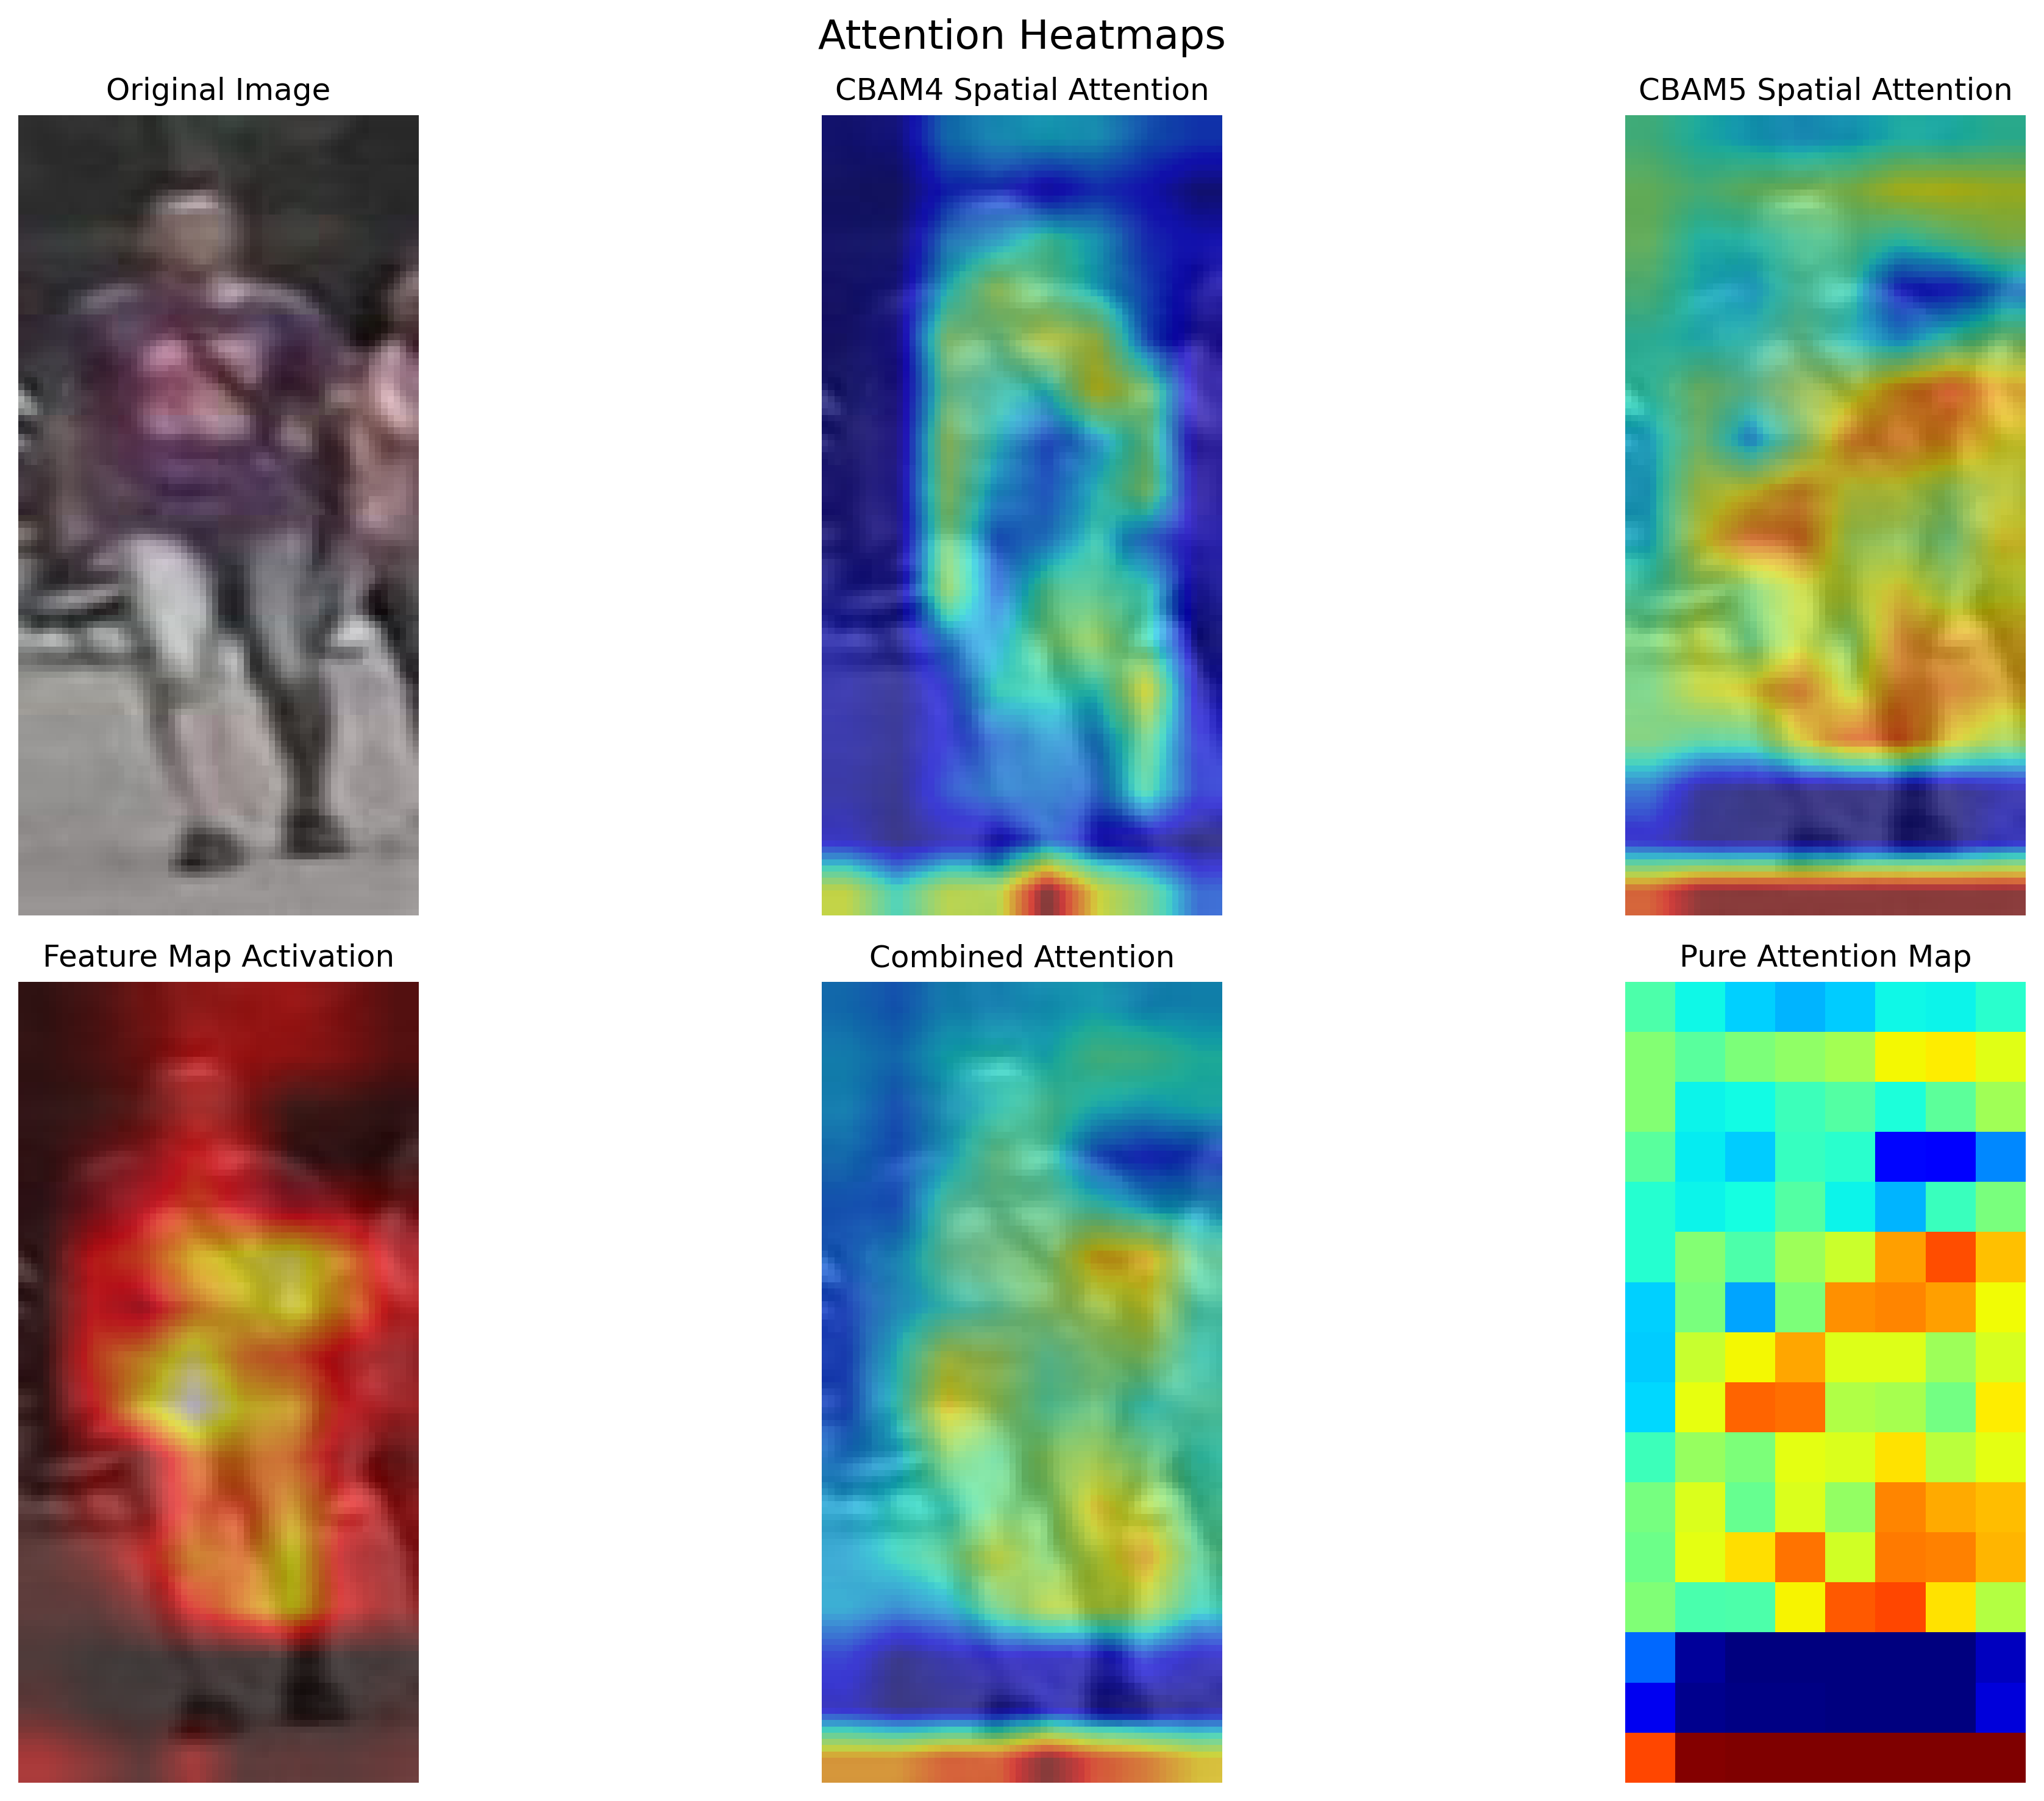 Attention Heatmaps
Original Image
CBAM4 Spatial Attention
CBAM5 Spatial Attention
Feature Map Activation
Combined Attention
Pure Attention Map